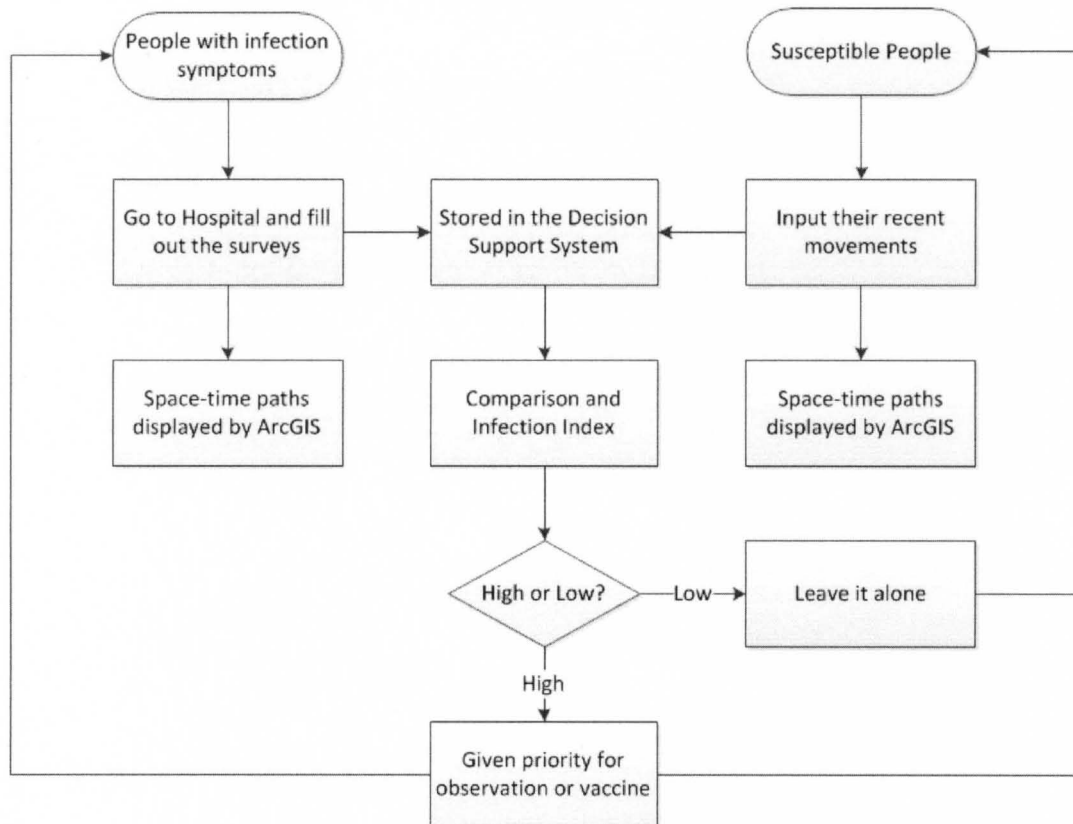 People with infection
symptoms
Susceptible People
Go to Hospital and fill
out the surveys
Stored in the Decision
Support System
Input their recent
movements
Space-time paths
displayed by ArcGIS
Comparison and
Infection Index
Space-time paths
displayed by ArcGIS
High or Low?
Low
Leave it alone
High
Given priority for
observation or vaccine